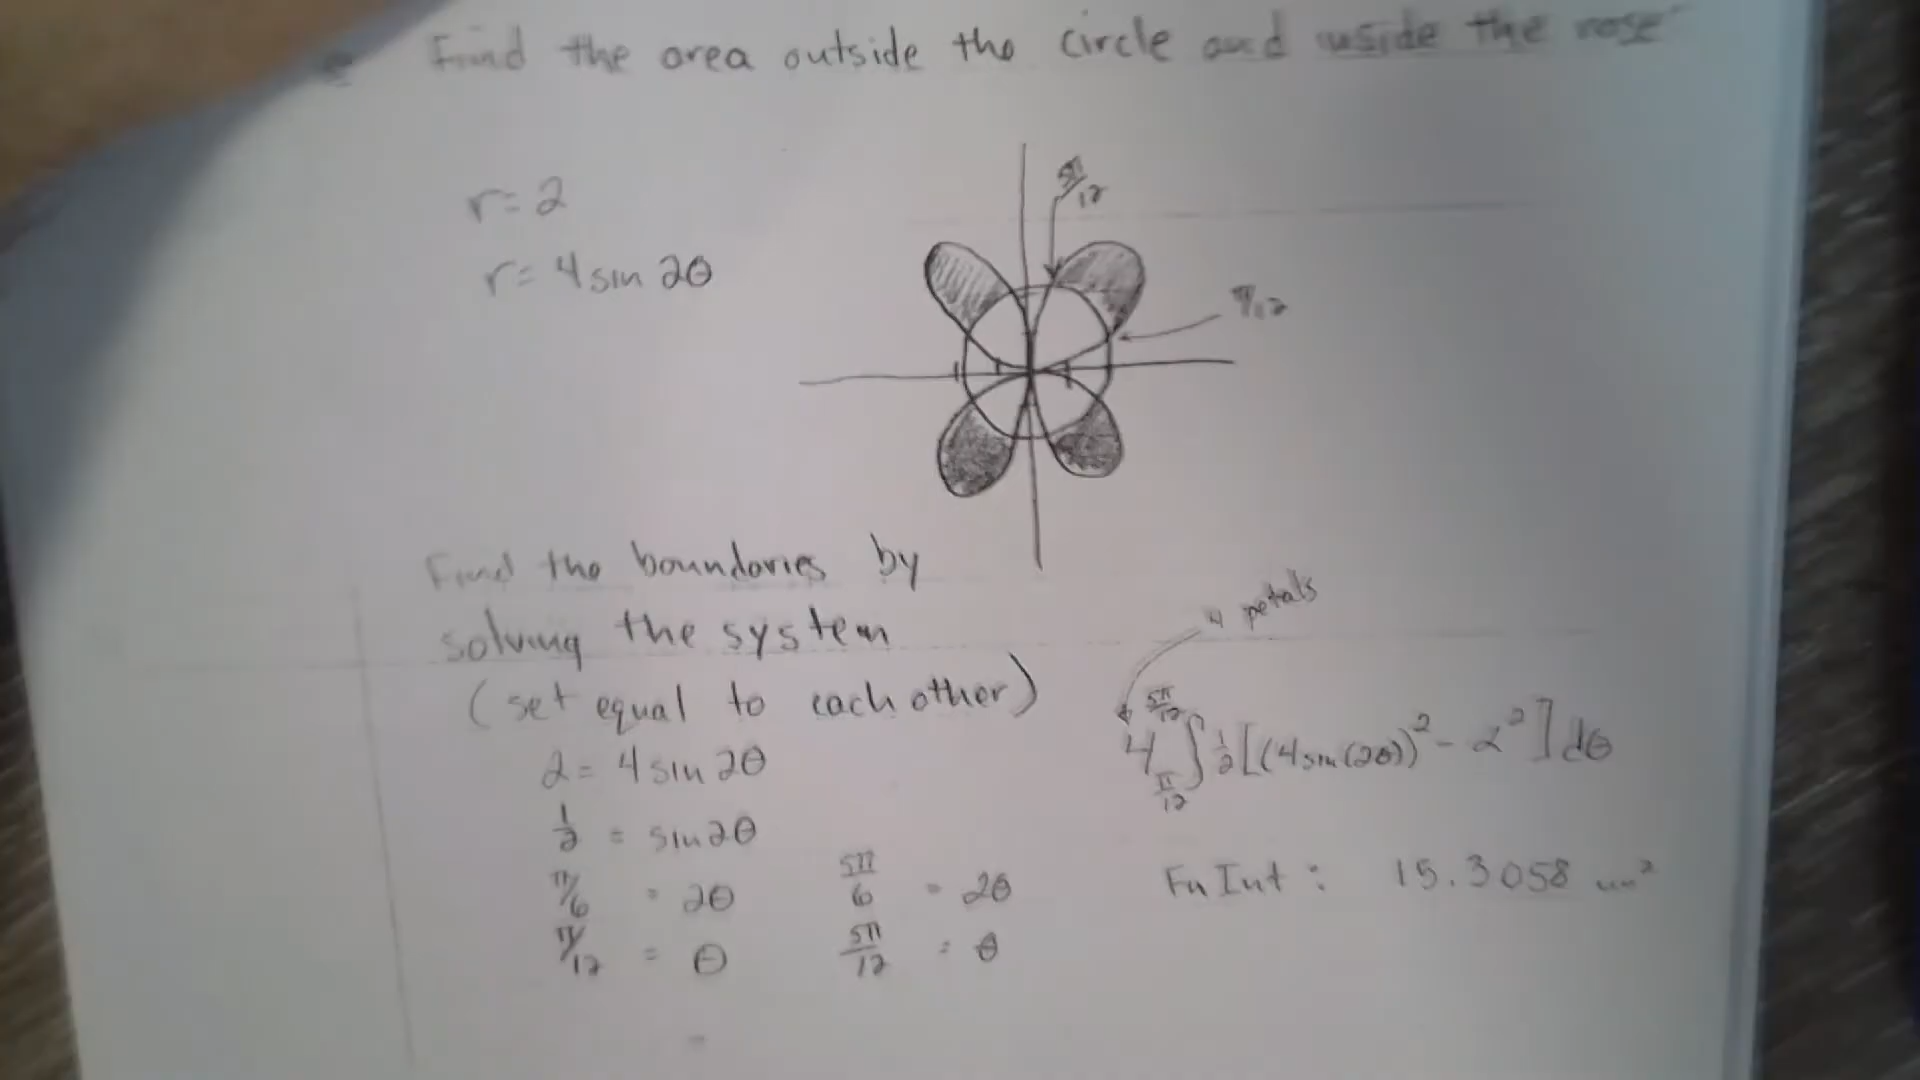 Find the area outside the circle and inside the rose
r = 2
r = 4 sin 2θ
5π/12
π/12
Find the boundaries by
solving the system
(set equal to each other)
2 = 4 sin 2θ
1/2 = sin 2θ
π/6 = 2θ 5π/6 = 2θ
π/12 = θ 5π/12 = θ
4 petals
4 ∫_{π/12}^{5π/12} 1/2 [(4 sin(2θ))² - 2²] dθ
Fn Int : 15.3058 un²